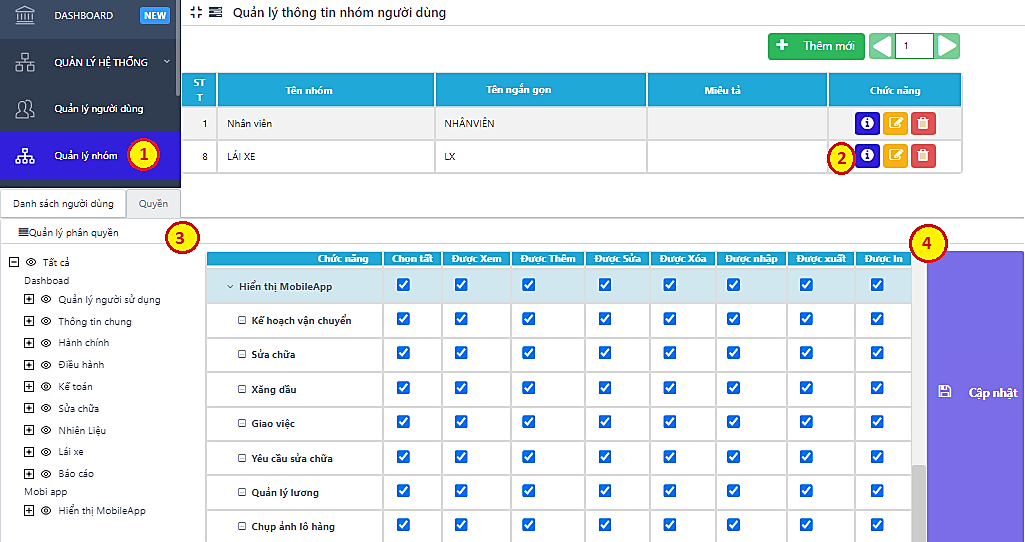 DASHBOARD NEW
QUẢN LÝ HỆ THỐNG
Quản lý người dùng
Quản lý nhóm 1
Quản lý thông tin nhóm người dùng
Thêm mới 1
STT Tên nhóm Tên ngắn gọn Miêu tả Chức năng
1 Nhân viên NHÂNVIÊN
8 LÁI XE LX 2
Danh sách người dùng Quyền
Quản lý phân quyền 3
Tất cả
Dashboad
Quản lý người sử dụng
Thông tin chung
Hành chính
Điều hành
Kế toán
Sửa chữa
Nhiên Liệu
Lái xe
Báo cáo
Mobi app
Hiển thị MobileApp
Chức năng Chọn tất Được Xem Được Thêm Được Sửa Được Xóa Được nhập Được xuất Được In
Hiển thị MobileApp
Kế hoạch vận chuyển
Sửa chữa
Xăng dầu
Giao việc
Yêu cầu sửa chữa
Quản lý lương
Chụp ảnh lô hàng
4
Cập nhật